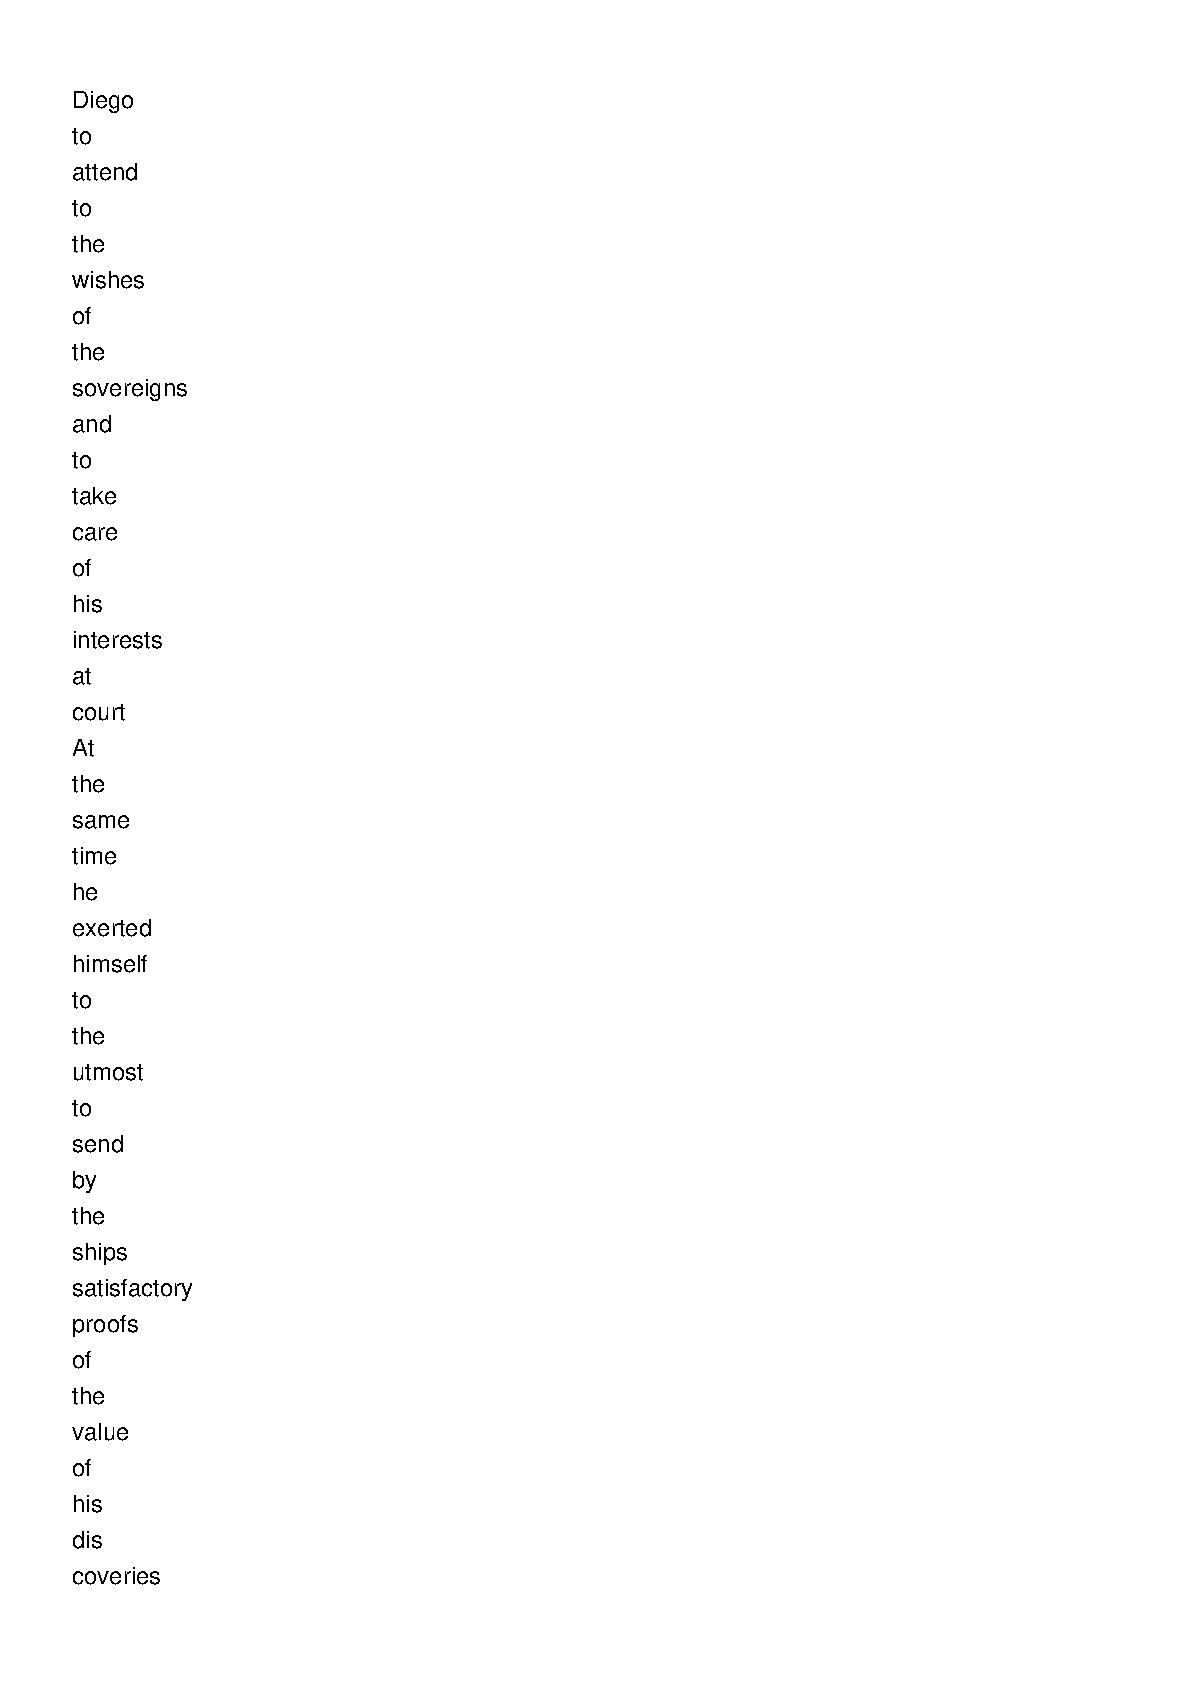 Diego
to
attend
to
the
wishes
of
the
sovereigns
and
to
take
care
of
his
interests
at
court
At
the
same
time
he
exerted
himself
to
the
utmost
to
send
by
the
ships
satisfactory
proofs
of
the
value
of
his
dis
coveries